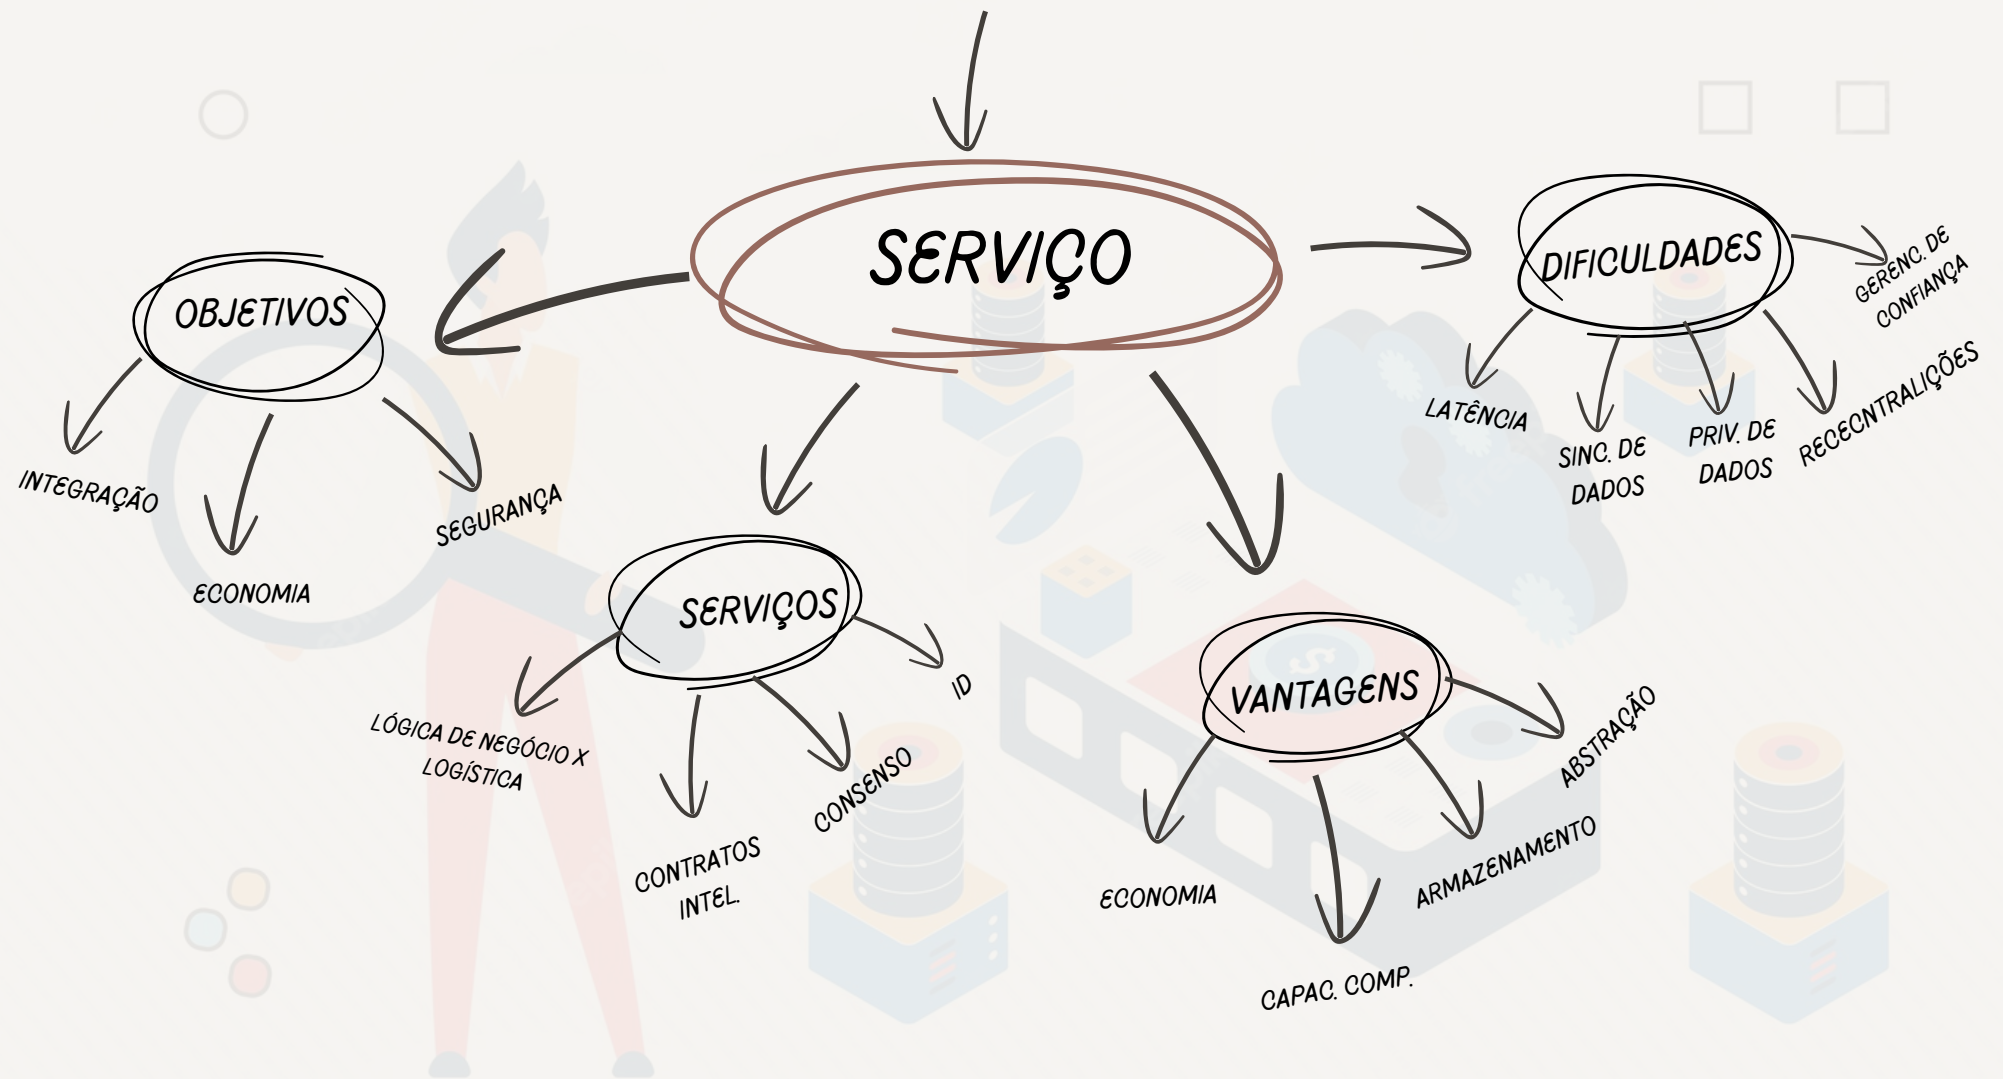 SERVIÇO
OBJETIVOS
INTEGRAÇÃO
ECONOMIA
SEGURANÇA
SERVIÇOS
LÓGICA DE NEGÓCIO X
LOGÍSTICA
CONTRATOS
INTEL.
CONSENSO
ID
VANTAGENS
ECONOMIA
CAPAC. COMP.
ARMAZENAMENTO
ABSTRAÇÃO
DIFICULDADES
LATÊNCIA
SINC. DE
DADOS
PRIV. DE
DADOS
RECECNTRALIÇÕES
GERENC. DE
CONFIANÇA